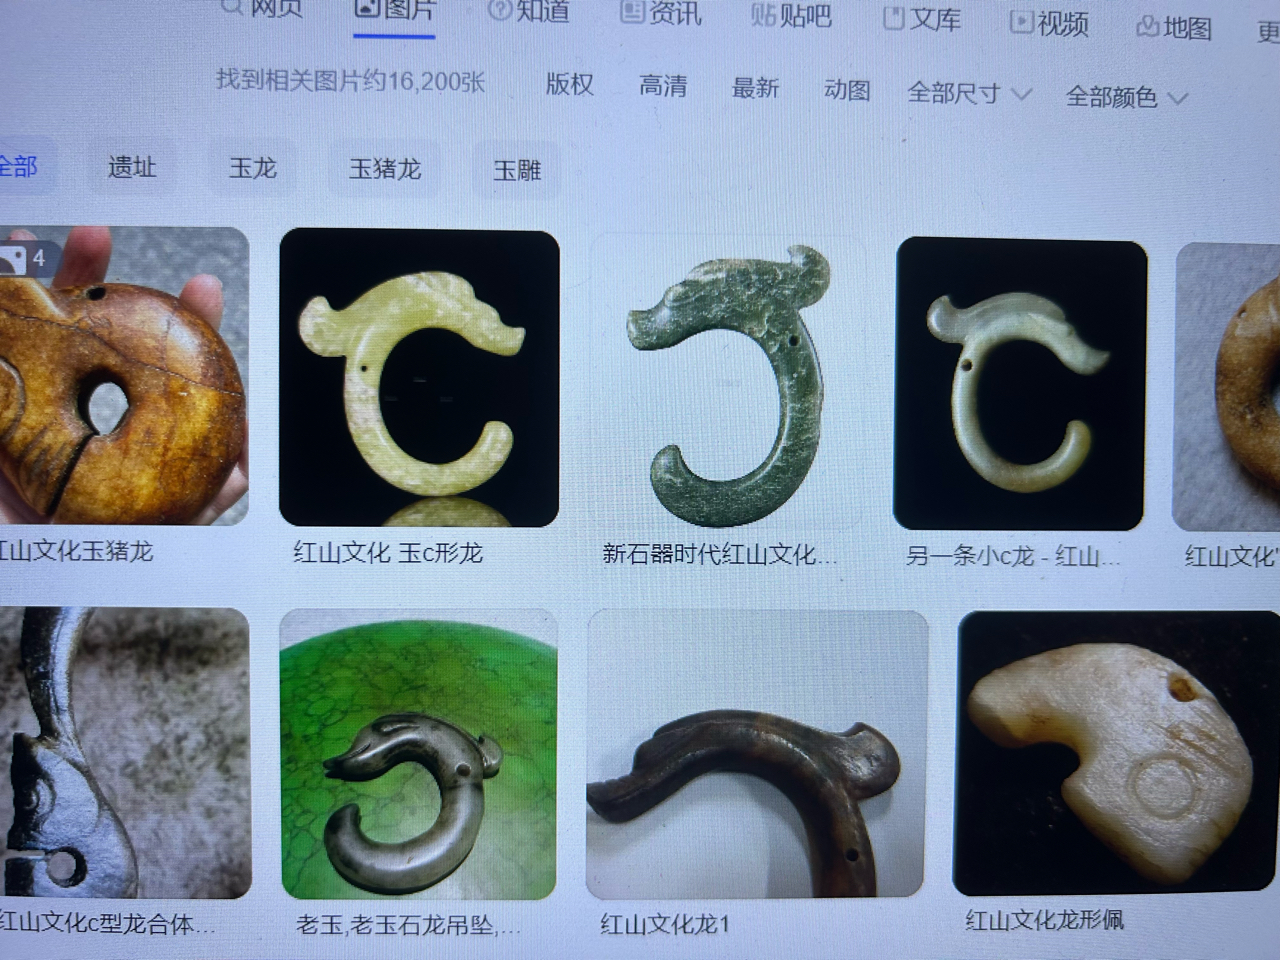 网页 图片 知道 资讯 贴吧 文库 视频 地图 更
找到相关图片约16,200张 版权 高清 最新 动图 全部尺寸 全部颜色
全部 遗址 玉龙 玉猪龙 玉雕
4
红山文化玉猪龙 红山文化 玉c形龙 新石器时代红山文化... 另一条小c龙 - 红山... 红山文化"
红山文化c型龙合体... 老玉,老玉石龙吊坠,... 红山文化龙1 红山文化龙形佩